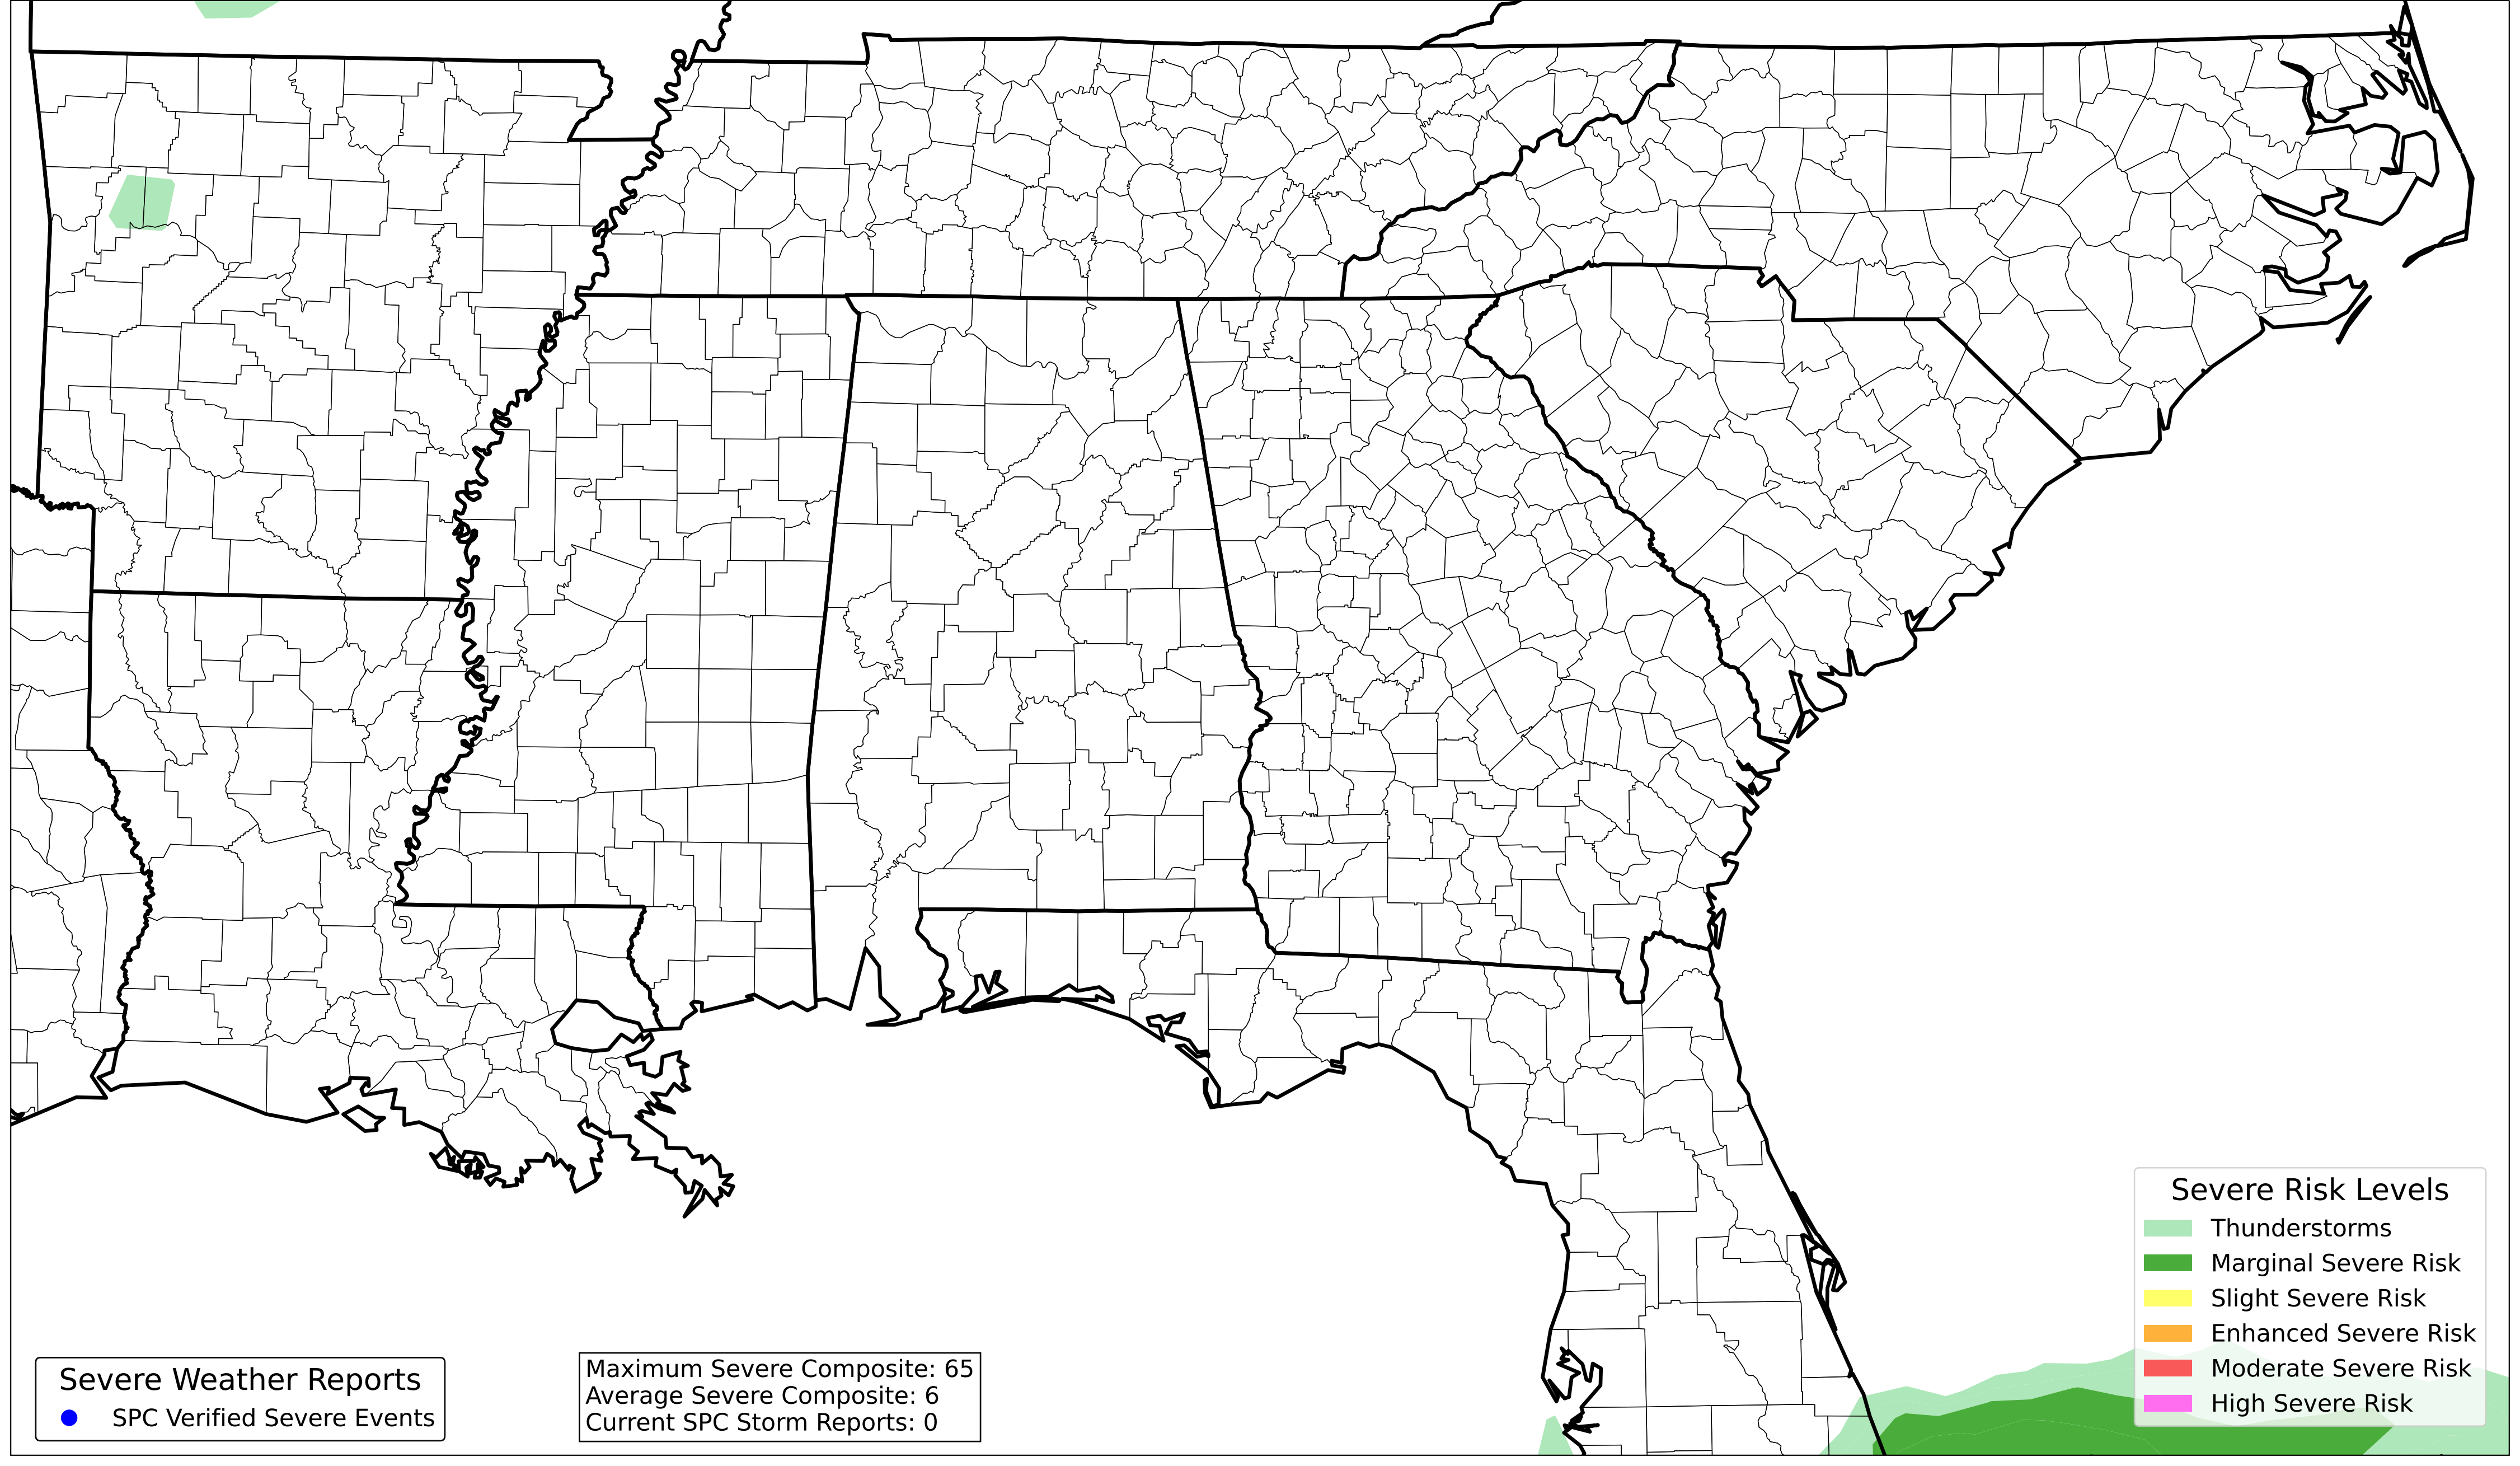 Severe Weather Reports
SPC Verified Severe Events
Maximum Severe Composite: 65
Average Severe Composite: 6
Current SPC Storm Reports: 0
Severe Risk Levels
Thunderstorms
Marginal Severe Risk
Slight Severe Risk
Enhanced Severe Risk
Moderate Severe Risk
High Severe Risk